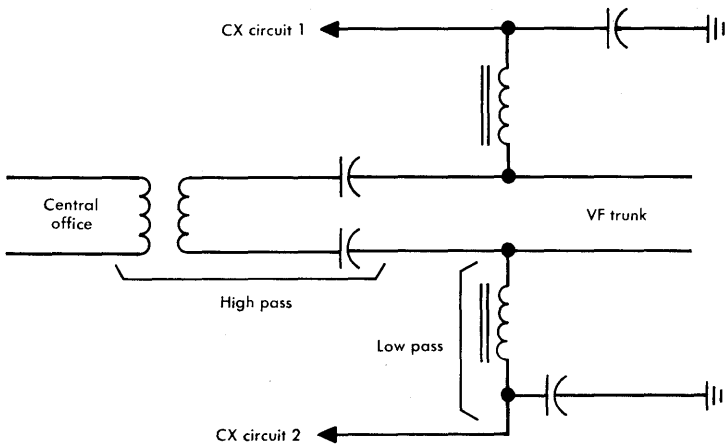 CX circuit 1
Central
office
VF trunk
High pass
Low pass
CX circuit 2